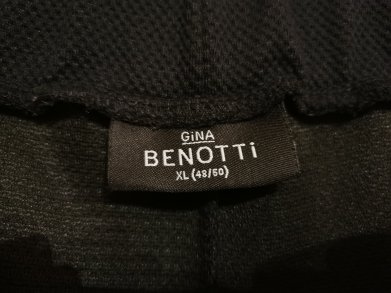 GiNA
BENOTTi
XL (48/50)